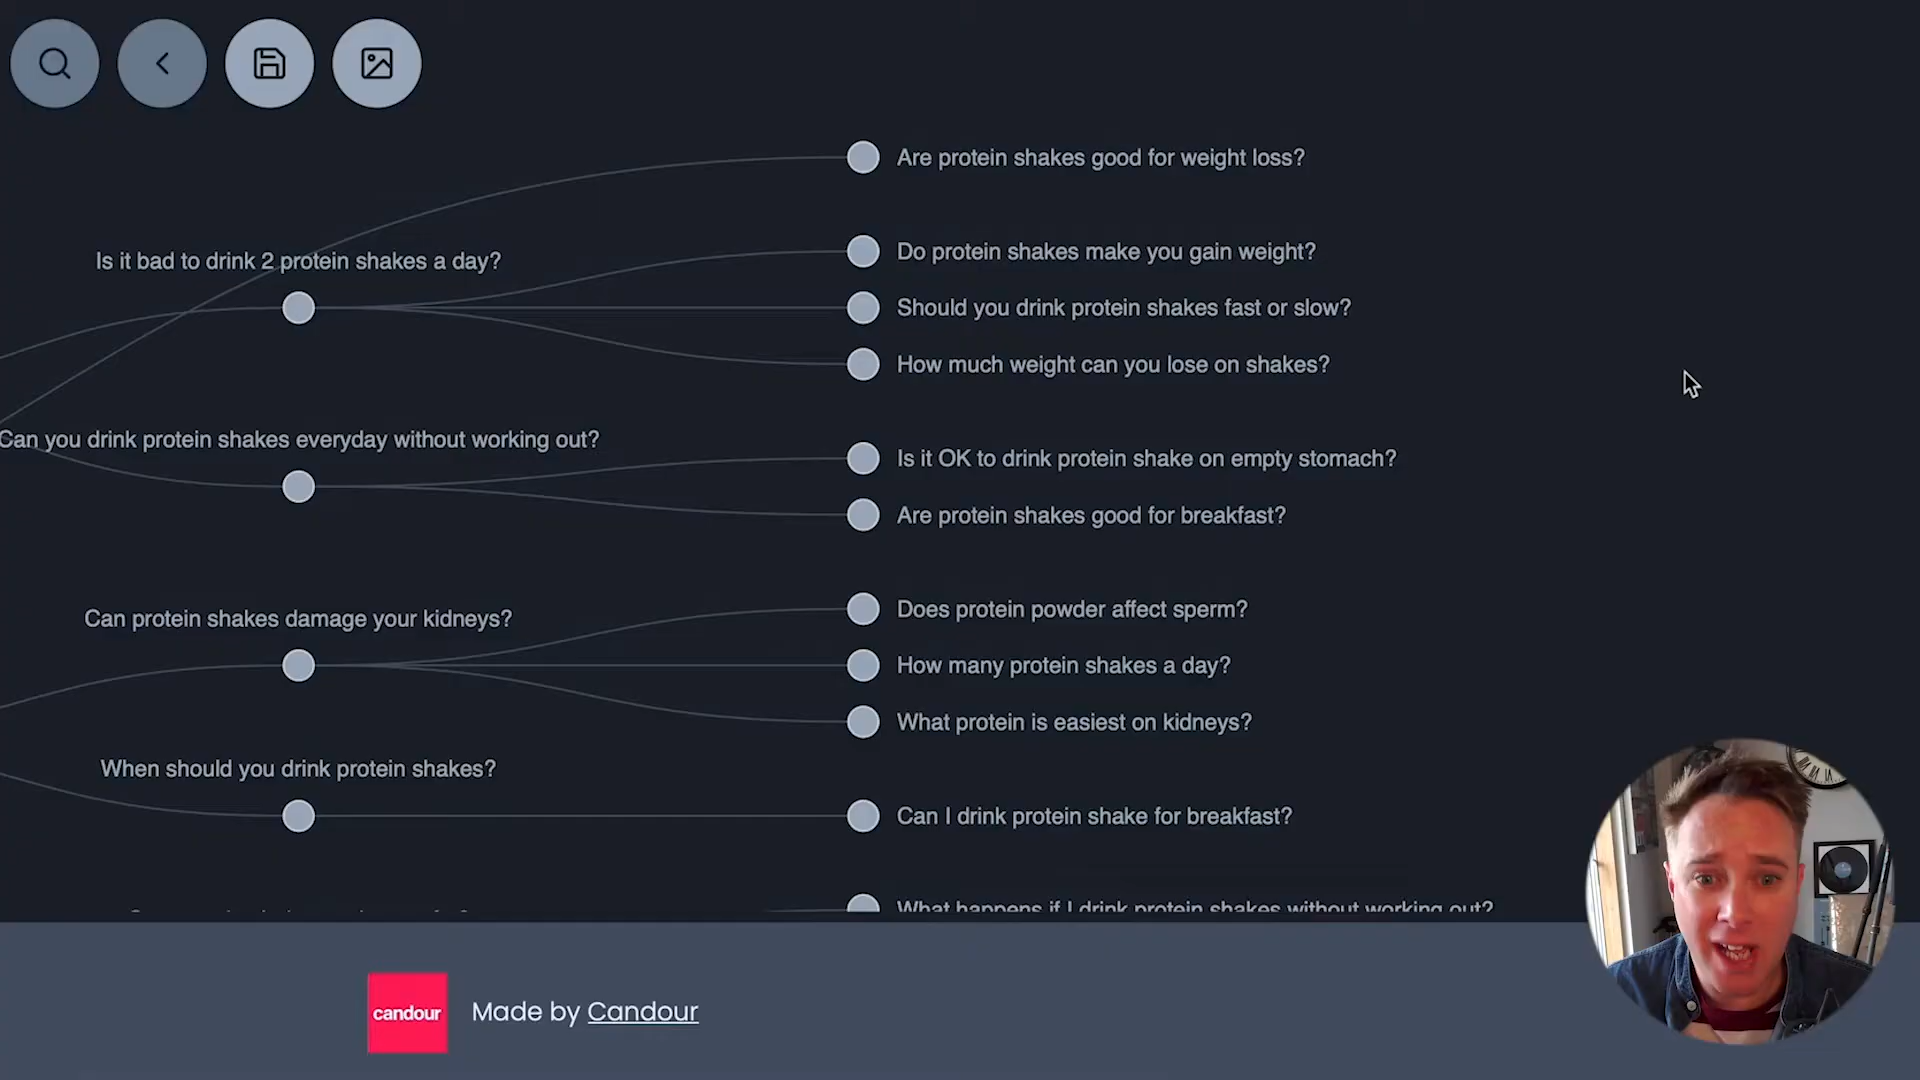 Are protein shakes good for weight loss?
Is it bad to drink 2 protein shakes a day?
Do protein shakes make you gain weight?
Should you drink protein shakes fast or slow?
How much weight can you lose on shakes?
Can you drink protein shakes everyday without working out?
Is it OK to drink protein shake on empty stomach?
Are protein shakes good for breakfast?
Can protein shakes damage your kidneys?
Does protein powder affect sperm?
How many protein shakes a day?
What protein is easiest on kidneys?
When should you drink protein shakes?
Can I drink protein shake for breakfast?
What happens if I drink protein shakes without working out?
candour
Made by Candour